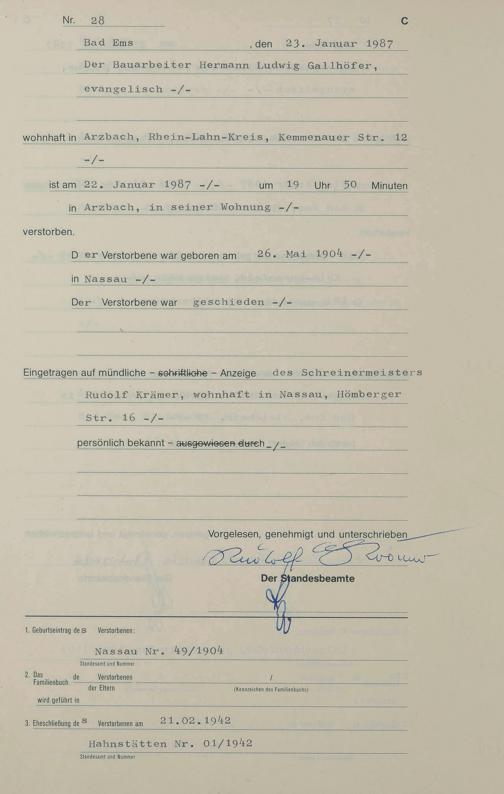 Nr. 28 C
Bad Ems , den 23. Januar 1987
Der Bauarbeiter Hermann Ludwig Gallhöfer,
evangelisch -/-
wohnhaft in Arzbach, Rhein-Lahn-Kreis, Kemmenauer Str. 12
-/-
ist am 22. Januar 1987 -/- um 19 Uhr 50 Minuten
in Arzbach, in seiner Wohnung -/-
verstorben.
D er Verstorbene war geboren am 26. Mai 1904 -/-
in Nassau -/-
Der Verstorbene war geschieden -/-
Eingetragen auf mündliche – schriftliche – Anzeige des Schreinermeisters
Rudolf Krämer, wohnhaft in Nassau, Hömberger
Str. 16 -/-
persönlich bekannt – ausgewiesen durch -/-
Vorgelesen, genehmigt und unterschrieben
Rudolf Krämer
Der Standesbeamte
1. Geburtseintrag des Verstorbenen:
Nassau Nr. 49/1904
Standesamt und Nummer
2. Das Familienbuch de Verstorbenen /
der Eltern (Kennzeichen des Familienbuchs)
wird geführt in
3. Eheschließung des Verstorbenen am 21.02.1942
Hahnstätten Nr. 01/1942
Standesamt und Nummer